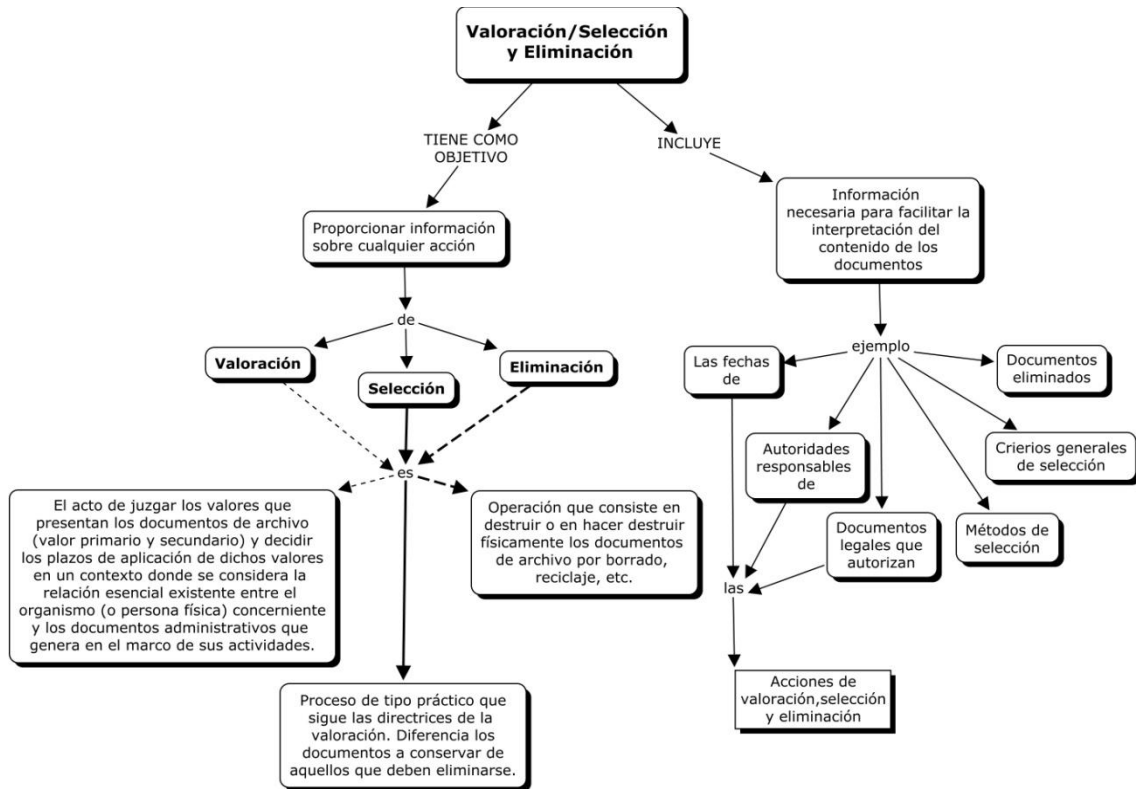 Valoración/Selección
y Eliminación
TIENE COMO
OBJETIVO
INCLUYE
Proporcionar información
sobre cualquier acción
Información
necesaria para facilitar la
interpretación del
contenido de los
documentos
de
Valoración
Selección
Eliminación
ejemplo
Las fechas
de
Documentos
eliminados
Autoridades
responsables
de
Crierios generales
de selección
Documentos
legales que
autorizan
Métodos de
selección
es
El acto de juzgar los valores que
presentan los documentos de archivo
(valor primario y secundario) y decidir
los plazos de aplicación de dichos valores
en un contexto donde se considera la
relación esencial existente entre el
organismo (o persona física) concerniente
y los documentos administrativos que
genera en el marco de sus actividades.
Operación que consiste en
destruir o en hacer destruir
físicamente los documentos
de archivo por borrado,
reciclaje, etc.
las
Proceso de tipo práctico que
sigue las directrices de la
valoración. Diferencia los
documentos a conservar de
aquellos que deben eliminarse.
Acciones de
valoración,selección
y eliminación